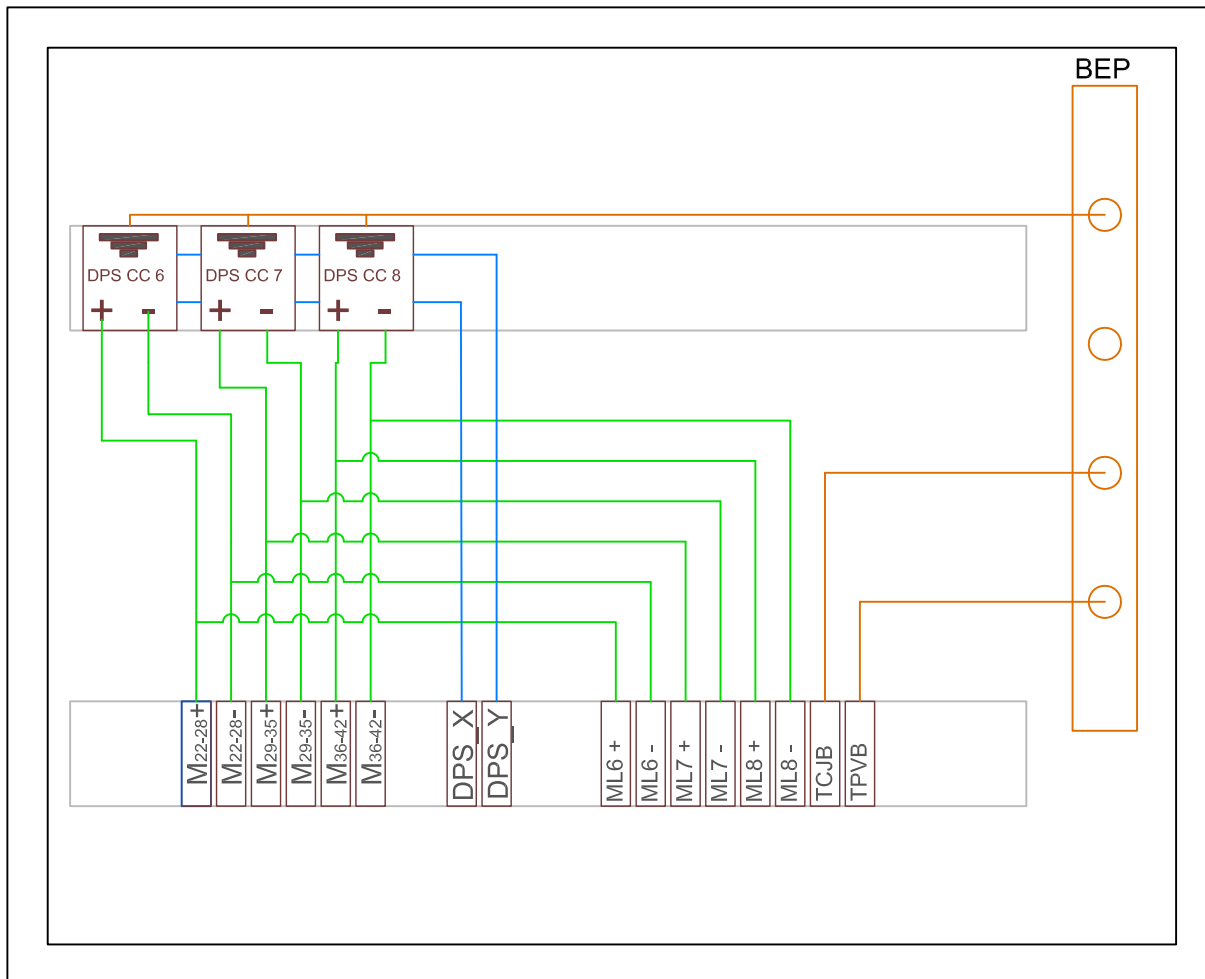 BEP
DPS CC 6
DPS CC 7
DPS CC 8
+ -
+ -
+ -
M22-28+
M22-28-
M29-35+
M29-35-
M36-42+
M36-42-
DPS_X
DPS_Y
ML6 +
ML6 -
ML7 +
ML7 -
ML8 +
ML8 -
TCJB
TPVB